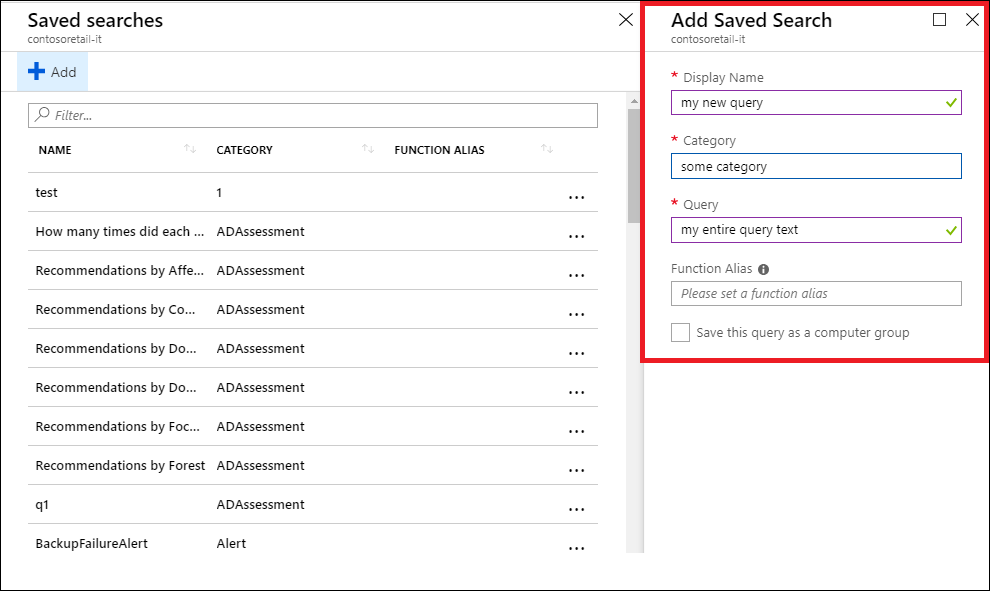 Saved searches
contosoretail-it
Add
Filter...
NAME CATEGORY FUNCTION ALIAS
test 1 ...
How many times did each ... ADAssessment ...
Recommendations by Affe... ADAssessment ...
Recommendations by Co... ADAssessment ...
Recommendations by Do... ADAssessment ...
Recommendations by Do... ADAssessment ...
Recommendations by Foc... ADAssessment ...
Recommendations by Forest ADAssessment ...
q1 ADAssessment ...
BackupFailureAlert Alert ...
Add Saved Search
contosoretail-it
* Display Name
my new query
* Category
some category
* Query
my entire query text
Function Alias
Please set a function alias
Save this query as a computer group